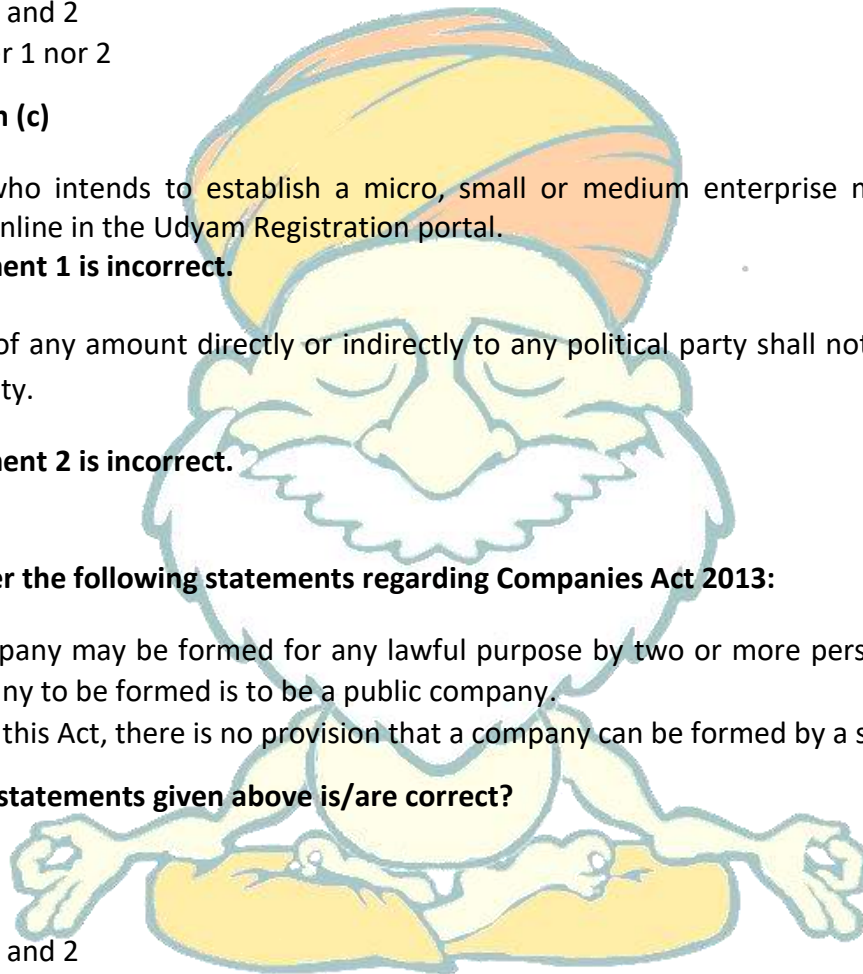 and 2
r 1 nor 2
n (c)
who intends to establish a micro, small or medium enterprise
nline in the Udyam Registration portal.
ent 1 is incorrect.
of any amount directly or indirectly to any political party shall not
ty.
ent 2 is incorrect.
er the following statements regarding Companies Act 2013:
pany may be formed for any lawful purpose by two or more pers
ny to be formed is to be a public company.
this Act, there is no provision that a company can be formed by a s
statements given above is/are correct?
and 2